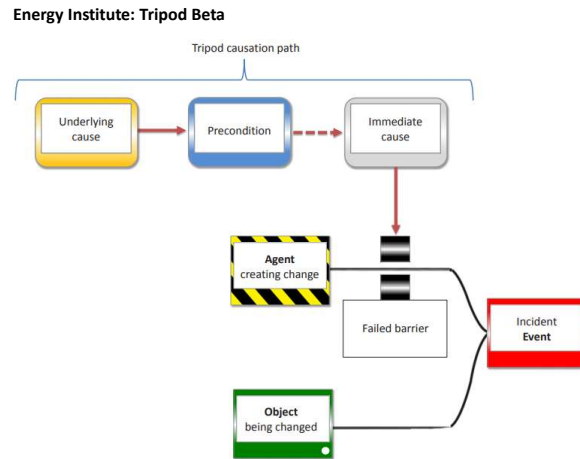 Energy Institute: Tripod Beta
Tripod causation path
Underlying
cause
Precondition
Immediate
cause
Agent
creating change
Failed barrier
Incident
Event
Object
being changed